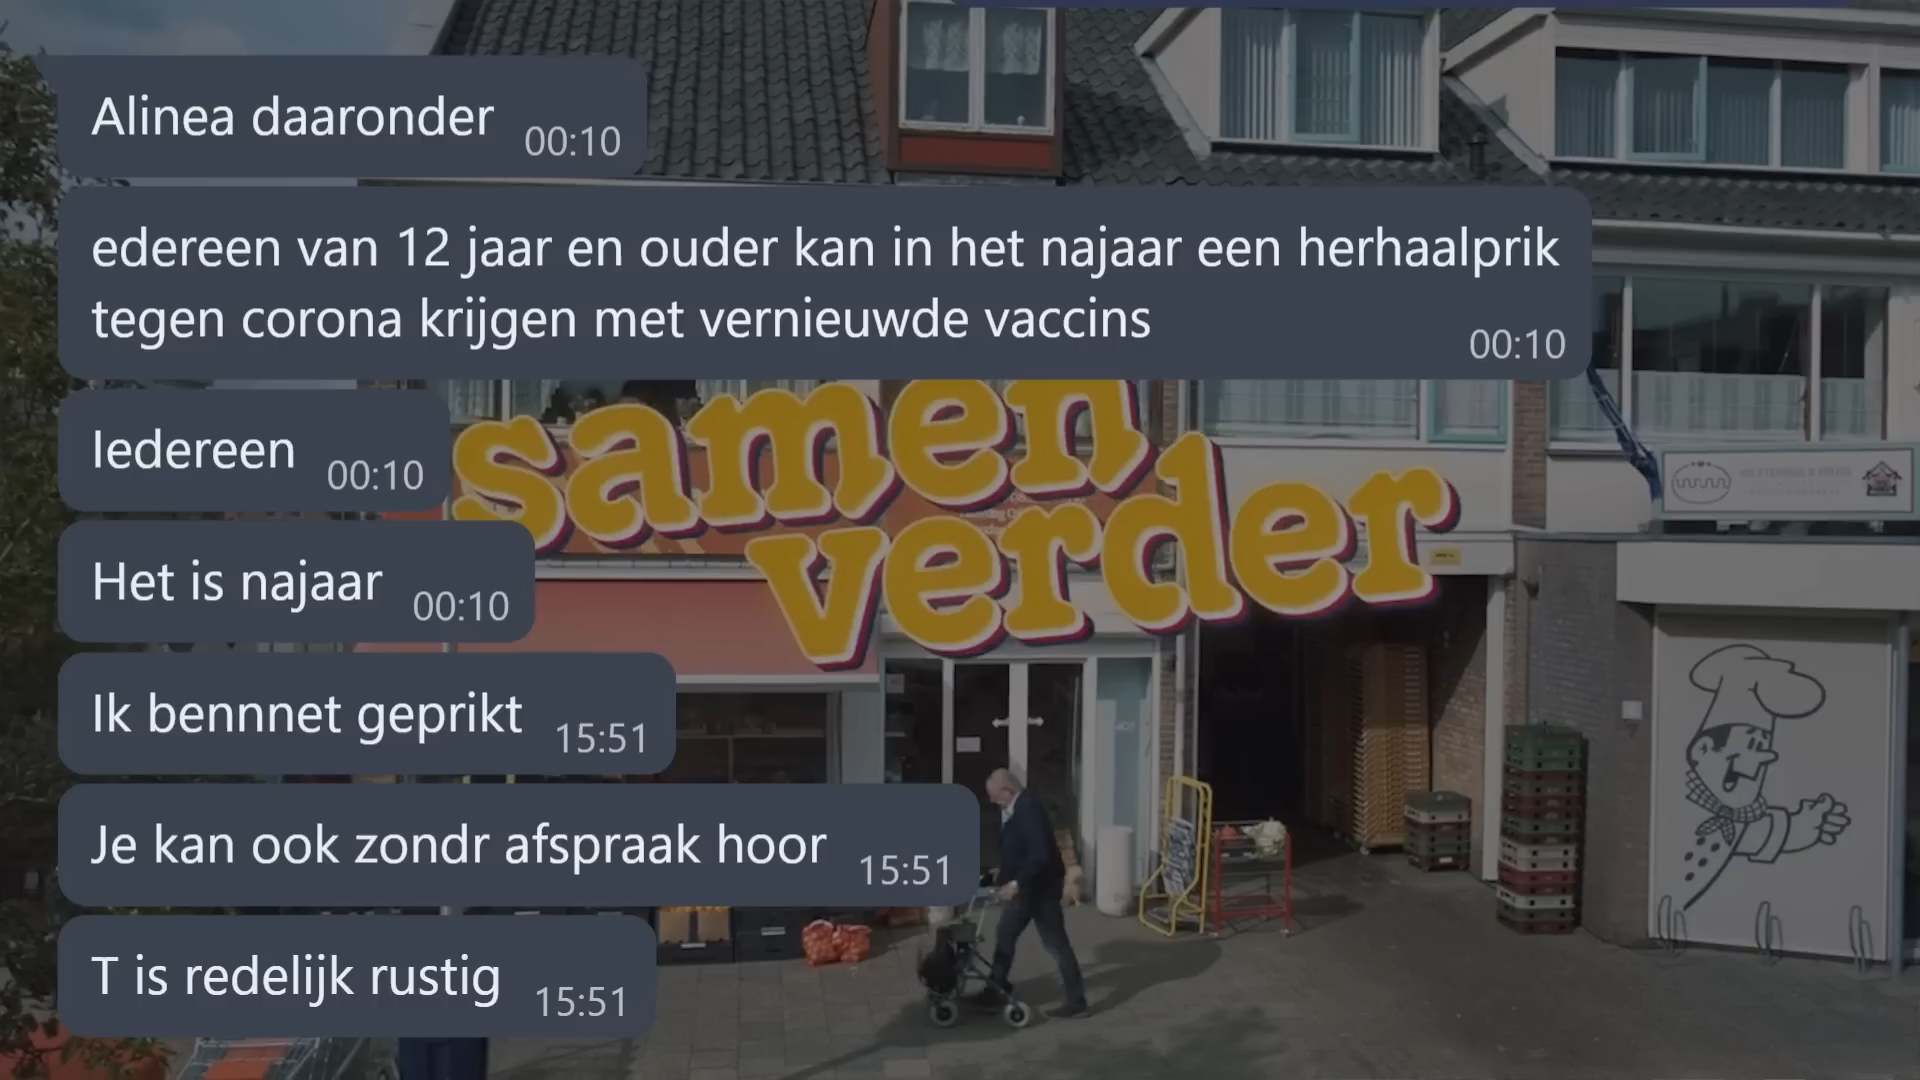 Alinea daaronder 00:10
edereen van 12 jaar en ouder kan in het najaar een herhaalprik
tegen corona krijgen met vernieuwde vaccins 00:10
Iedereen 00:10
samen
verder
Het is najaar 00:10
Ik bennnet geprikt 15:51
Je kan ook zondr afspraak hoor 15:51
T is redelijk rustig 15:51